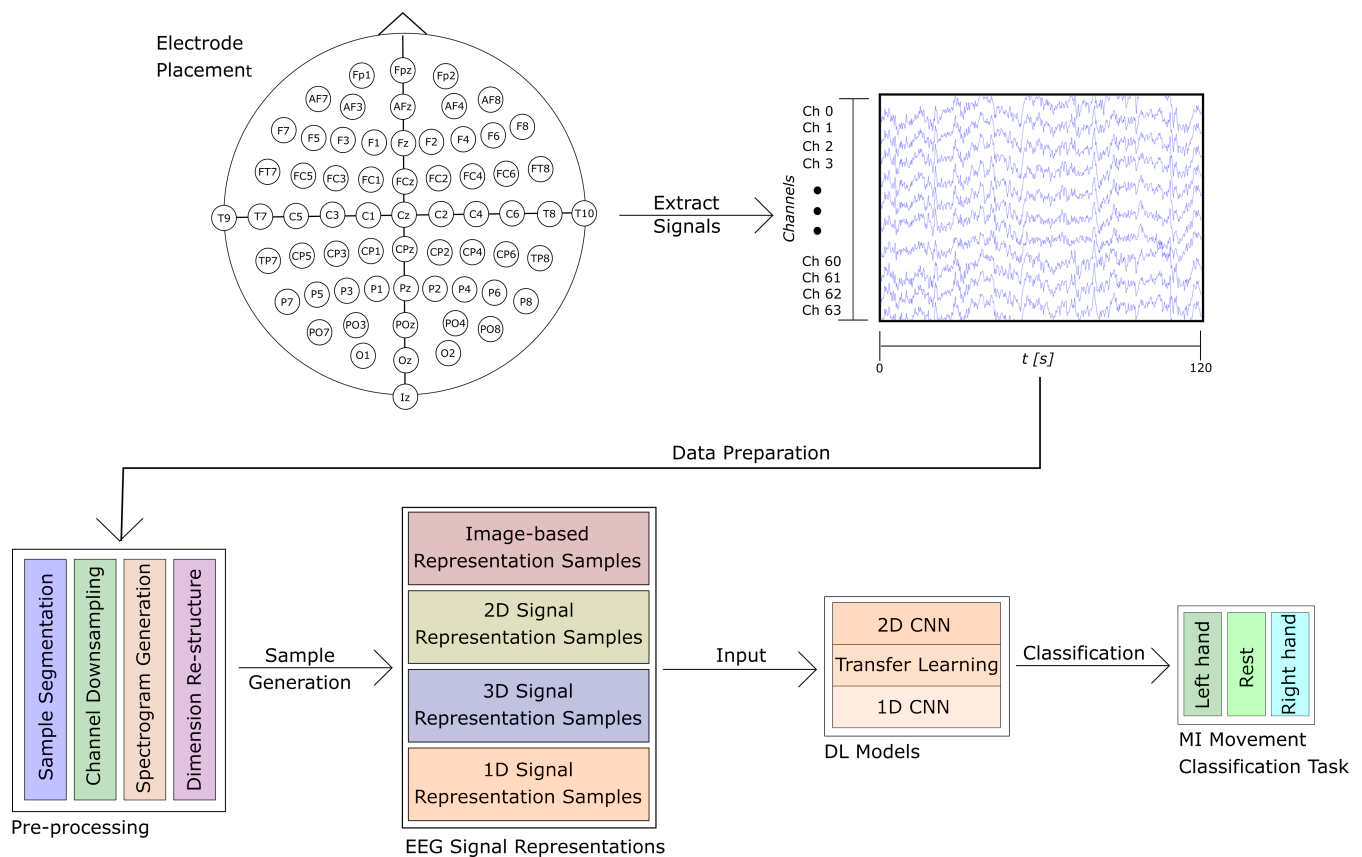 Electrode
Placement
Fp1 Fpz Fp2
AF7 AF3 AFz AF4 AF8
F7 F5 F3 F1 Fz F2 F4 F6 F8
FT7 FC5 FC3 FC1 FCz FC2 FC4 FC6 FT8
T9 T7 C5 C3 C1 Cz C2 C4 C6 T8 T10
TP7 CP5 CP3 CP1 CPz CP2 CP4 CP6 TP8
P7 P5 P3 P1 Pz P2 P4 P6 P8
PO7 PO3 POz PO4 PO8
O1 Oz O2
Iz
Extract
Signals
Channels
Ch 0
Ch 1
Ch 2
Ch 3
Ch 60
Ch 61
Ch 62
Ch 63
t [s]
0 120
Data Preparation
Sample Segmentation
Channel Downsampling
Spectrogram Generation
Dimension Re-structure
Pre-processing
Sample
Generation
Image-based
Representation Samples
2D Signal
Representation Samples
3D Signal
Representation Samples
1D Signal
Representation Samples
EEG Signal Representations
Input
2D CNN
Transfer Learning
1D CNN
DL Models
Classification
Left hand
Rest
Right hand
MI Movement
Classification Task